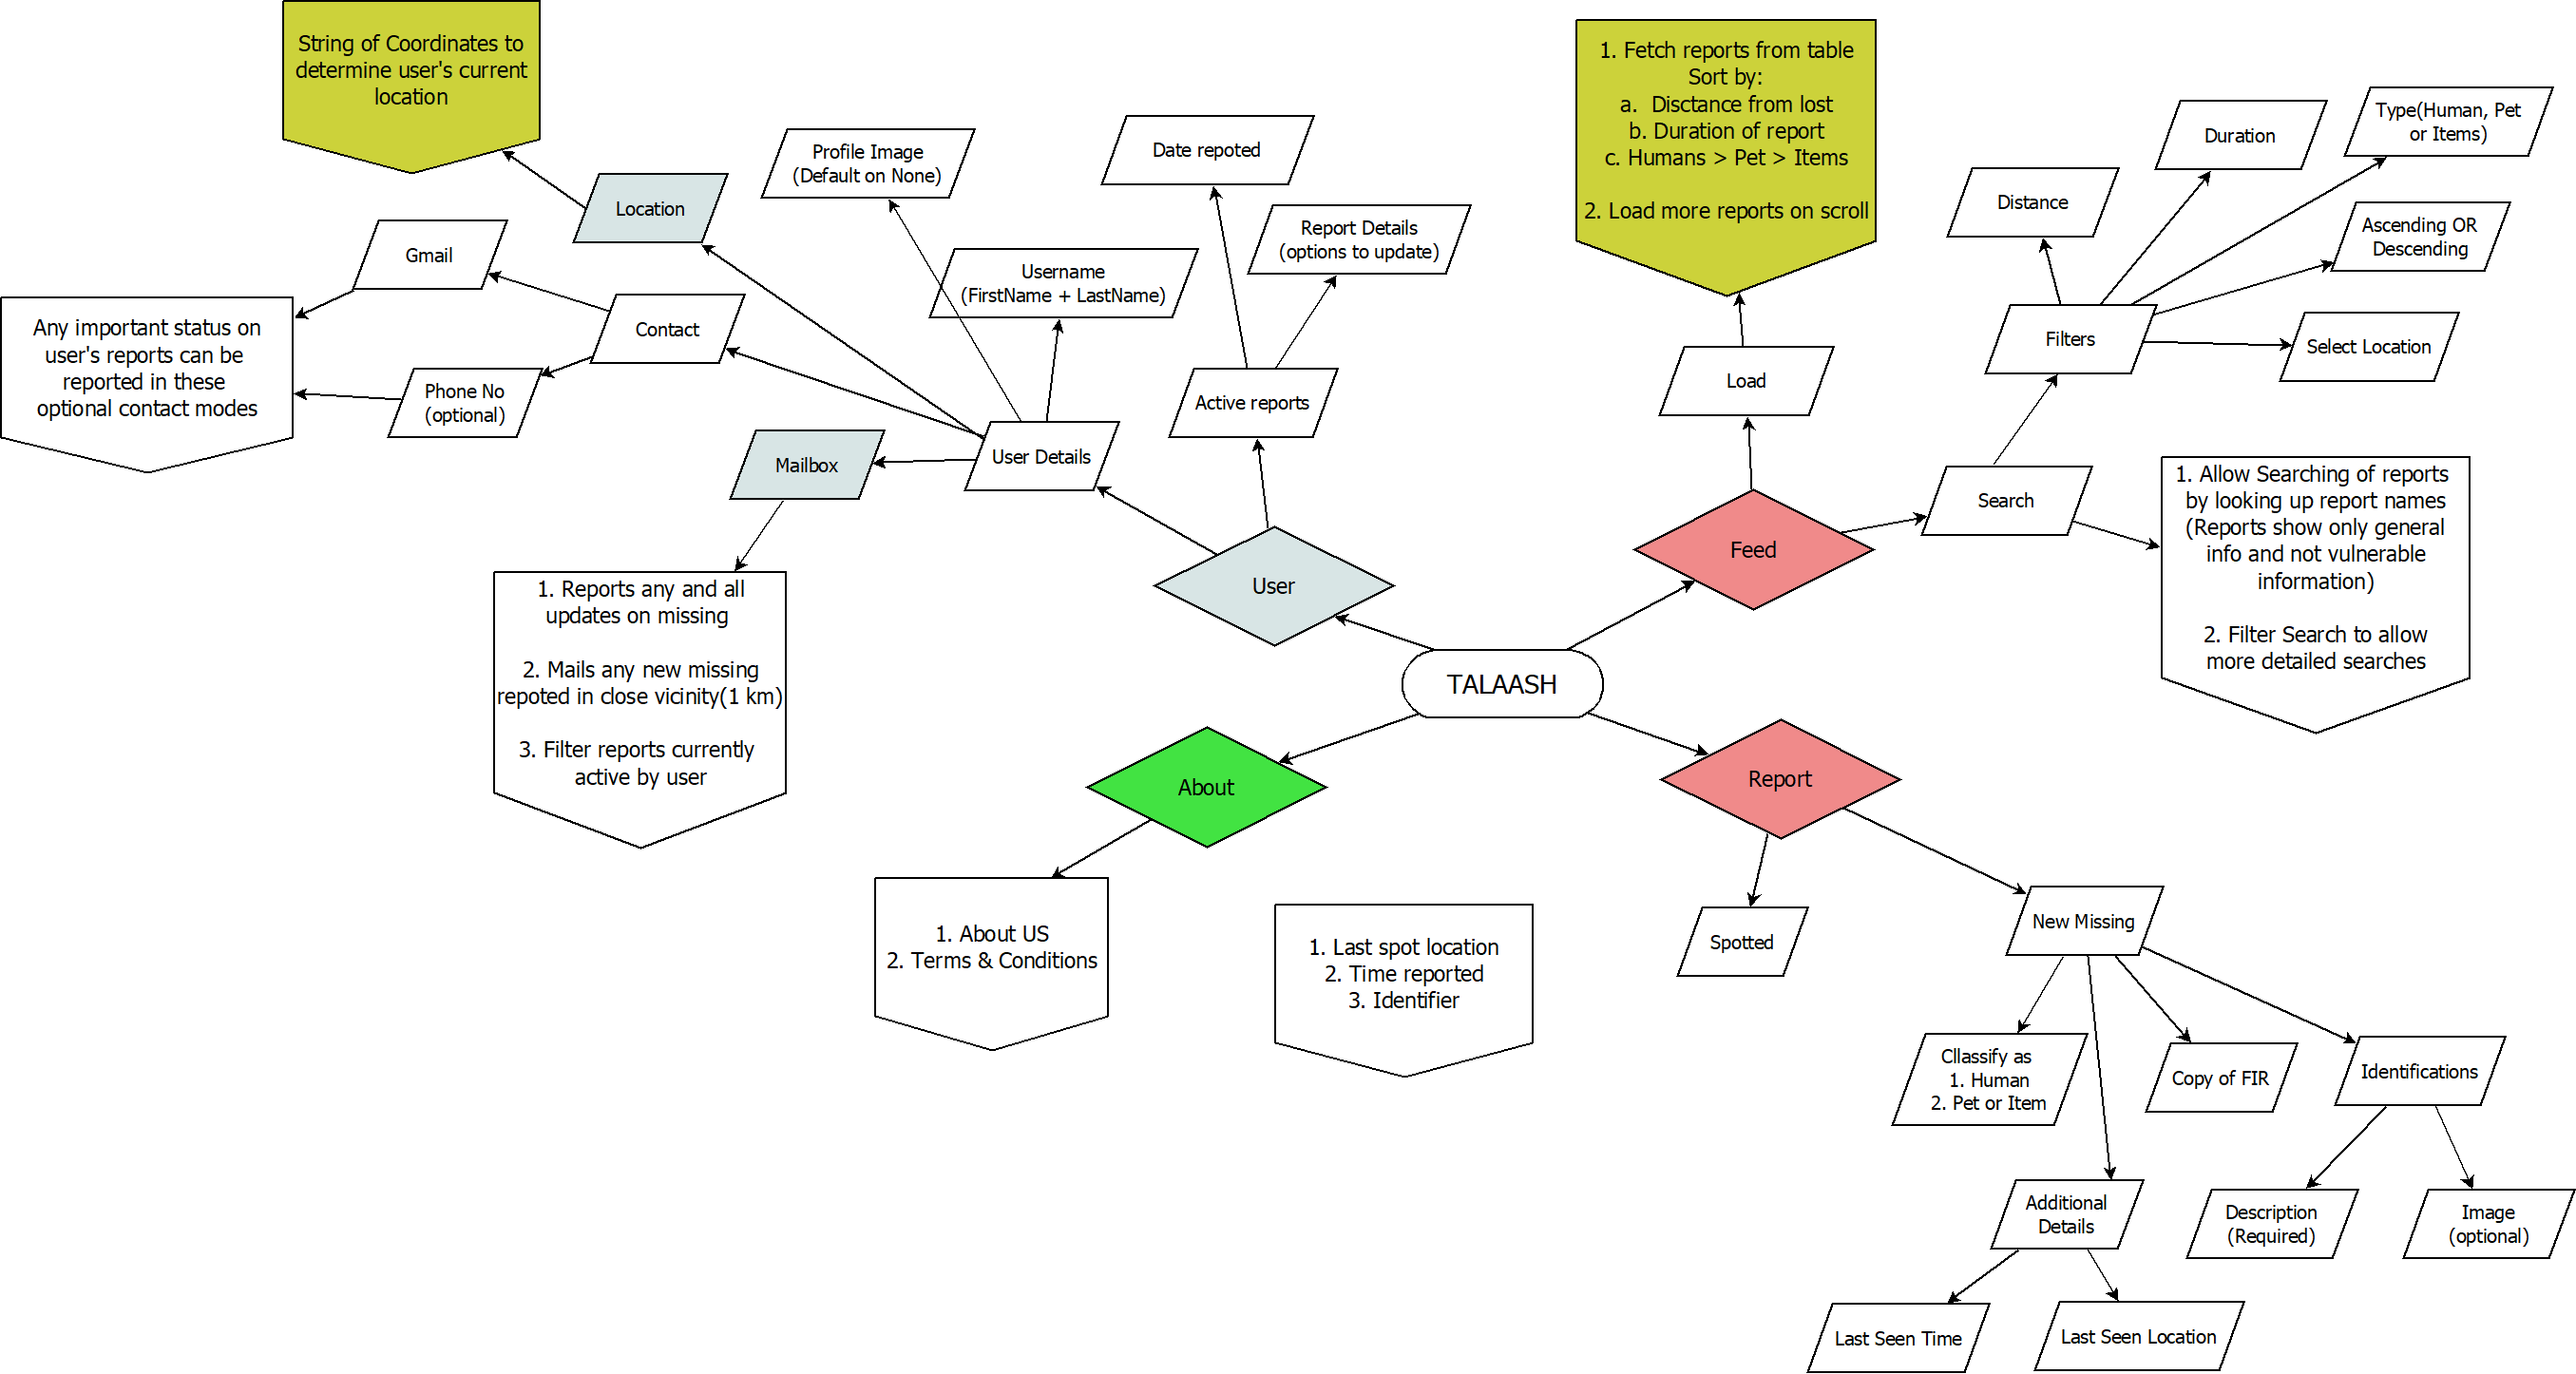 String of Coordinates to
determine user's current
location
Location
Profile Image
(Default on None)
Gmail
Contact
Username
(FirstName + LastName)
Any important status on
user's reports can be
reported in these
optional contact modes
Phone No
(optional)
Mailbox
User Details
Date repoted
Report Details
(options to update)
Active reports
User
1. Reports any and all
updates on missing
2. Mails any new missing
repoted in close vicinity(1 km)
3. Filter reports currently
active by user
1. Fetch reports from table
Sort by:
a. Disctance from lost
b. Duration of report
c. Humans > Pet > Items
2. Load more reports on scroll
Load
Feed
Distance
Duration
Type(Human, Pet
or Items)
Ascending OR
Descending
Filters
Select Location
Search
1. Allow Searching of reports
by looking up report names
(Reports show only general
info and not vulnerable
information)
2. Filter Search to allow
more detailed searches
TALAASH
About
Report
1. About US
2. Terms & Conditions
1. Last spot location
2. Time reported
3. Identifier
Spotted
New Missing
Cllassify as
1. Human
2. Pet or Item
Copy of FIR
Identifications
Additional
Details
Description
(Required)
Image
(optional)
Last Seen Time
Last Seen Location